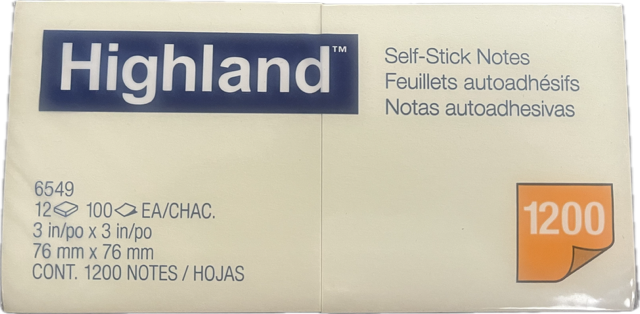 Highland™
Self-Stick Notes
Feuillets autoadhésifs
Notas autoadhesivas
6549
12 100 EA/CHAC.
3 in/po x 3 in/po
76 mm x 76 mm
CONT. 1200 NOTES / HOJAS
1200